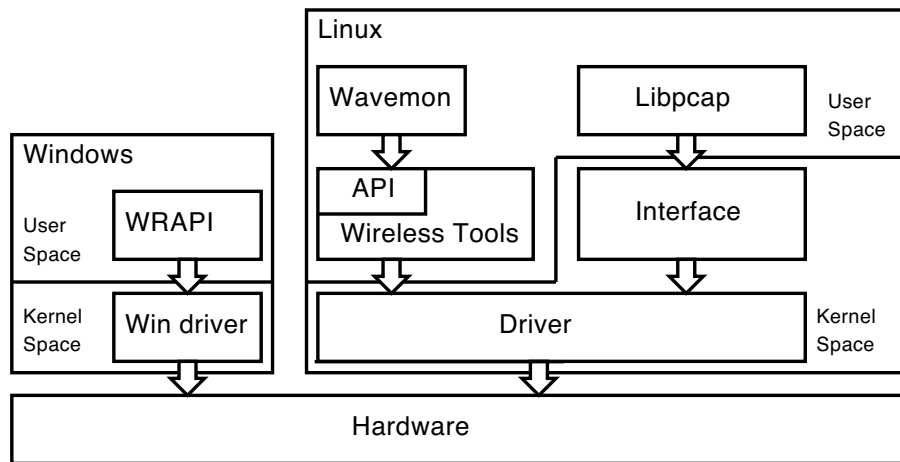 Linux
Wavemon
Libpcap
User
Space
Windows
API
WRAPI
User
Space
Wireless Tools
Interface
Kernel
Space
Win driver
Driver
Kernel
Space
Hardware